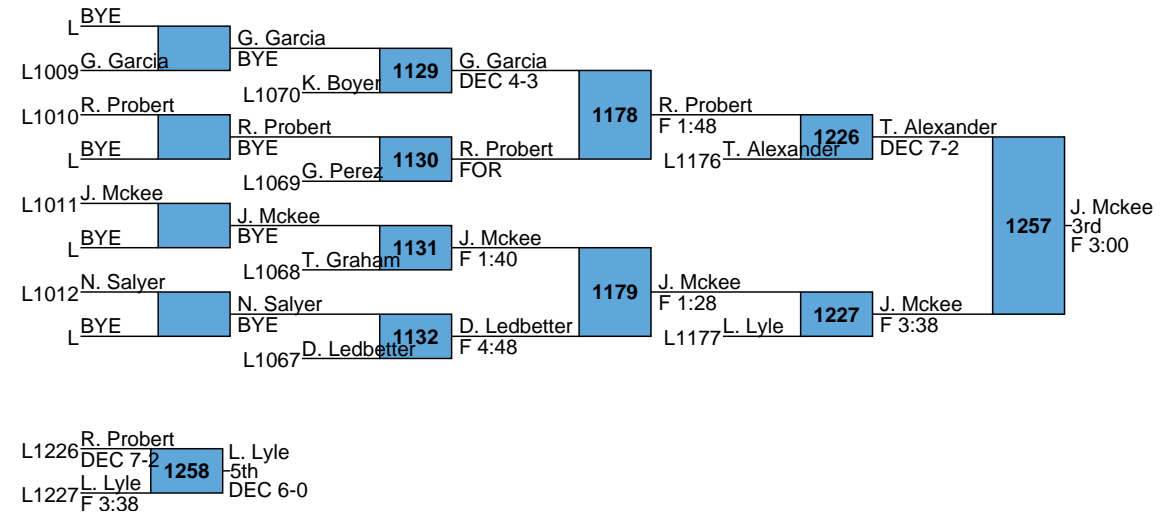 L BYE
L1009 G. Garcia
G. Garcia
BYE
L1070 K. Boyer
1129
G. Garcia
DEC 4-3
L1010 R. Probert
L BYE
R. Probert
BYE
L1069 G. Perez
1130
R. Probert
FOR
1178
R. Probert
F 1:48
L1176 T. Alexander
1226
T. Alexander
DEC 7-2
L1011 J. Mckee
L BYE
J. Mckee
BYE
L1068 T. Graham
1131
J. Mckee
F 1:40
L1012 N. Salyer
L BYE
N. Salyer
BYE
L1067 D. Ledbetter
1132
D. Ledbetter
F 4:48
1179
J. Mckee
F 1:28
L1177 L. Lyle
1227
J. Mckee
F 3:38
1257
J. Mckee
3rd
F 3:00
L1226 R. Probert
DEC 7-2
L1227 L. Lyle
F 3:38
1258
L. Lyle
5th
DEC 6-0